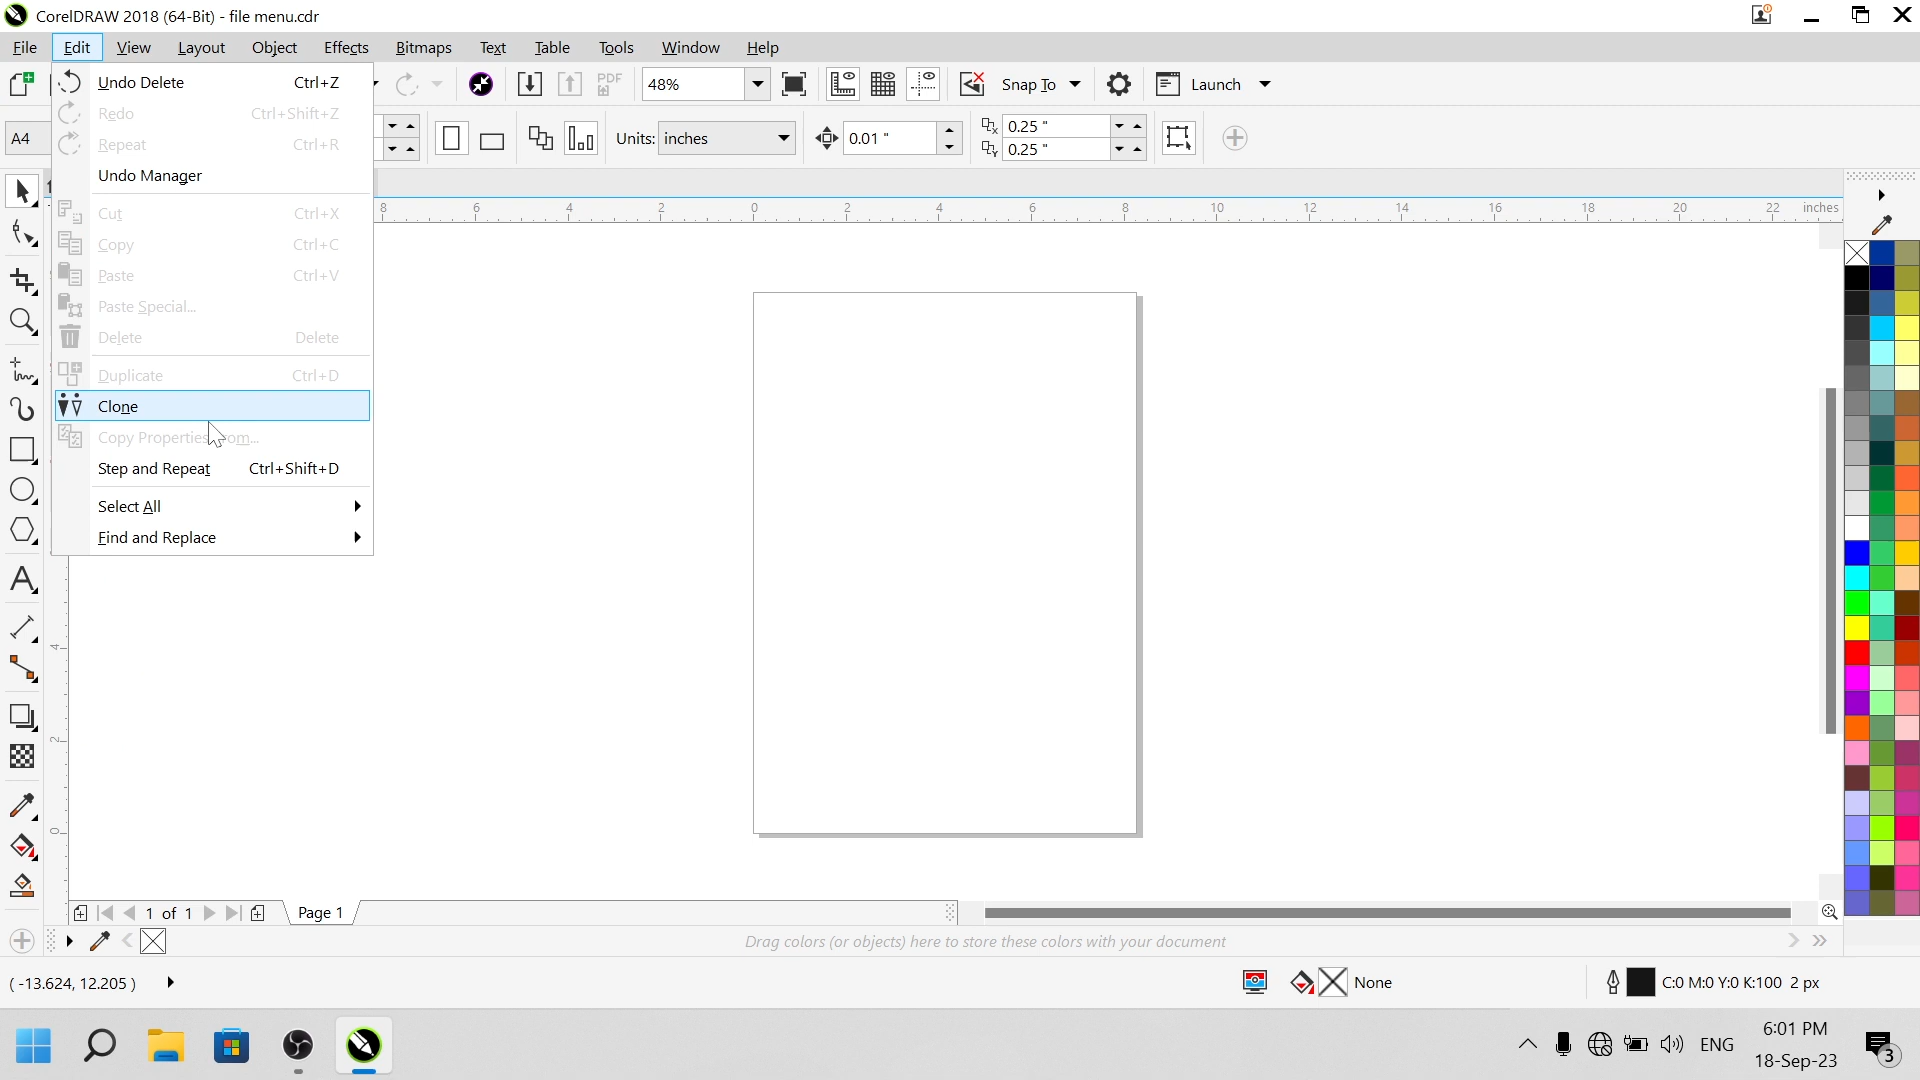 CorelDRAW 2018 (64-Bit) - file menu.cdr
File Edit View Layout Object Effects Bitmaps Text Table Tools Window Help
Undo Delete Ctrl+Z
PDF 48% Snap To Launch
Redo Ctrl+Shift+Z
A4
Units: inches 0.01 " 0.25 "
0.25 "
Repeat Ctrl+R
Undo Manager
Cut Ctrl+X
8 6 4 2 0 2 4 6 8 10 12 14 16 18 20 22 inches
Copy Ctrl+C
Paste Ctrl+V
Paste Special...
Delete Delete
Duplicate Ctrl+D
Clone
Copy Properties om...
Step and Repeat Ctrl+Shift+D
Select All
Find and Replace
4
2
0
1 of 1 Page 1
Drag colors (or objects) here to store these colors with your document
( -13.624, 12.205 ) None C:0 M:0 Y:0 K:100 2 px
ENG 6:01 PM
18-Sep-23 3